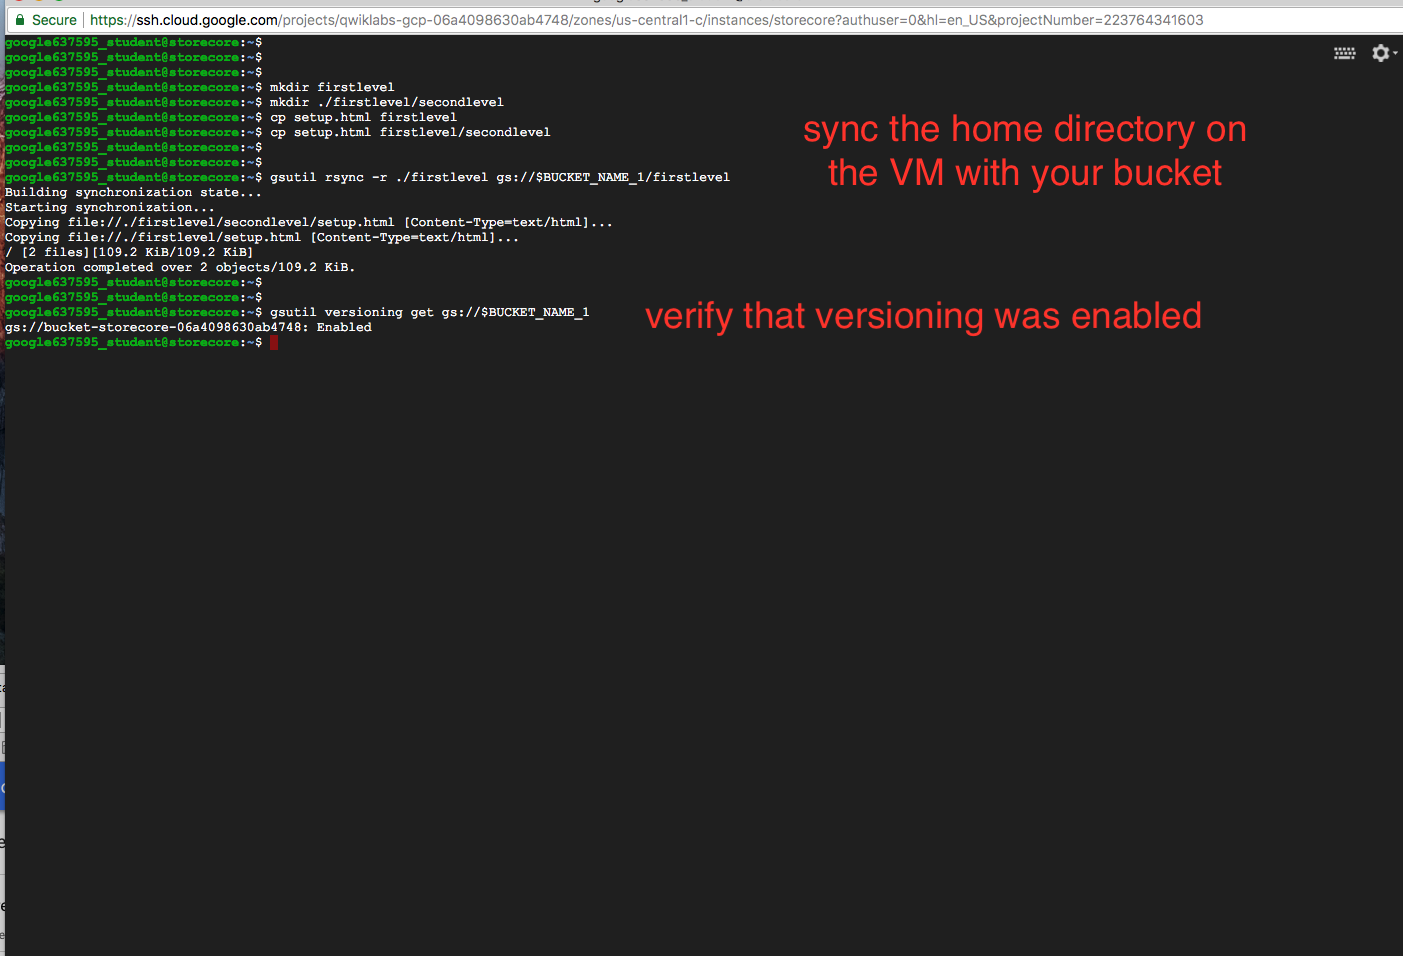 Secure https://ssh.cloud.google.com/projects/qwiklabs-gcp-06a4098630ab4748/zones/us-central1-c/instances/storecore?authuser=0&hl=en_US&projectNumber=223764341603
google637595_student@storecore:~$
google637595_student@storecore:~$
google637595_student@storecore:~$
google637595_student@storecore:~$ mkdir firstlevel
google637595_student@storecore:~$ mkdir ./firstlevel/secondlevel
google637595_student@storecore:~$ cp setup.html firstlevel
google637595_student@storecore:~$ cp setup.html firstlevel/secondlevel
google637595_student@storecore:~$
google637595_student@storecore:~$
sync the home directory on
the VM with your bucket
google637595_student@storecore:~$ gsutil rsync -r ./firstlevel gs://$BUCKET_NAME_1/firstlevel
Building synchronization state...
Starting synchronization...
Copying file://./firstlevel/secondlevel/setup.html [Content-Type=text/html]...
Copying file://./firstlevel/setup.html [Content-Type=text/html]...
/ [2 files][109.2 KiB/109.2 KiB]
Operation completed over 2 objects/109.2 KiB.
google637595_student@storecore:~$
google637595_student@storecore:~$
google637595_student@storecore:~$ gsutil versioning get gs://$BUCKET_NAME_1
verify that versioning was enabled
gs://bucket-storecore-06a4098630ab4748: Enabled
google637595_student@storecore:~$